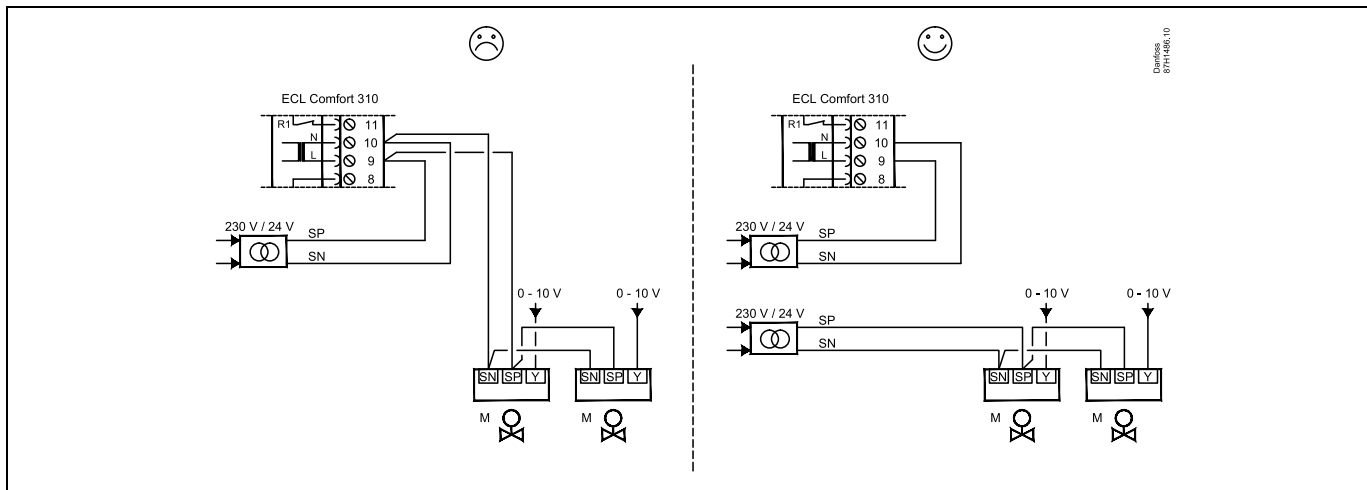 Danfoss
87H1486.10
ECL Comfort 310
R1
11
N
10
L
9
8
230 V / 24 V
SP
SN
0 - 10 V
0 - 10 V
SN SP Y
SN SP Y
M
M
ECL Comfort 310
R1
11
N
10
L
9
8
230 V / 24 V
SP
SN
230 V / 24 V
SP
SN
0 - 10 V
0 - 10 V
SN SP Y
SN SP Y
M
M